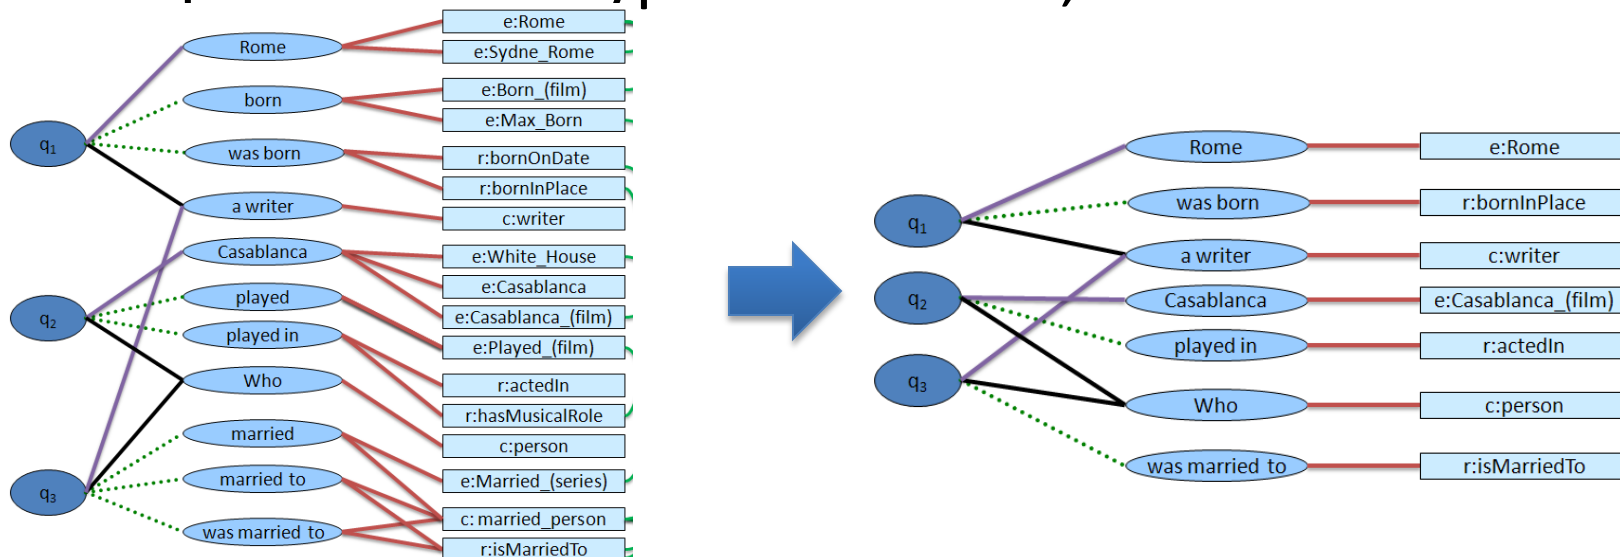 e:Rome
Rome
e:Sydne_Rome
e:Born_(film)
born
e:Max_Born
q1
was born
r:bornOnDate
r:bornInPlace
a writer
c:writer
Casablanca
e:White_House
e:Casablanca
played
e:Casablanca_(film)
q2
played in
e:Played_(film)
Who
r:actedIn
r:hasMusicalRole
c:person
married
e:Married_(series)
q3
married to
c: married_person
was married to
r:isMarriedTo
Rome
e:Rome
q1
was born
r:bornInPlace
a writer
c:writer
q2
Casablanca
e:Casablanca_(film)
played in
r:actedIn
q3
Who
c:person
was married to
r:isMarriedTo